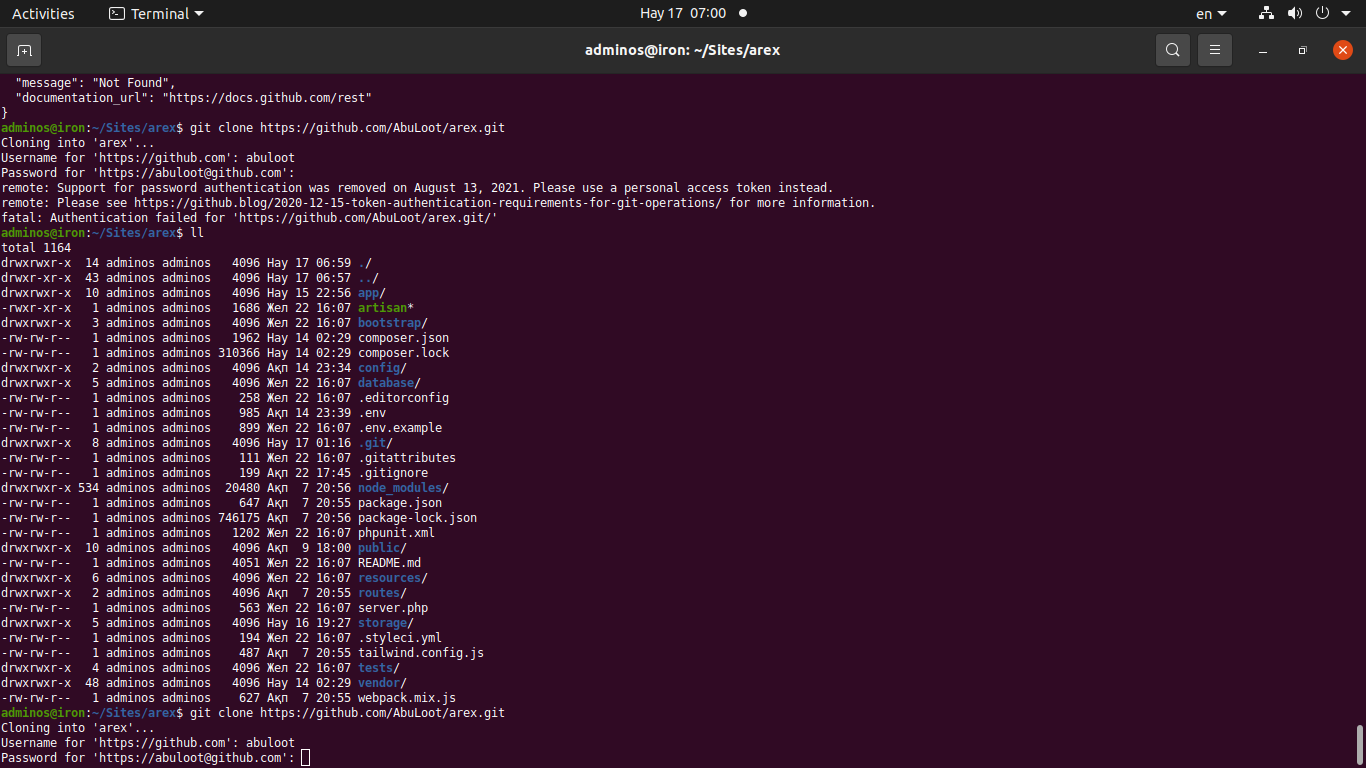 Activities Terminal Нау 17 07:00 en
adminos@iron: ~/Sites/arex
"message": "Not Found",
"documentation_url": "https://docs.github.com/rest"
}
adminos@iron:~/Sites/arex$ git clone https://github.com/AbuLoot/arex.git
Cloning into 'arex'...
Username for 'https://github.com': abuloot
Password for 'https://abuloot@github.com':
remote: Support for password authentication was removed on August 13, 2021. Please use a personal access token instead.
remote: Please see https://github.blog/2020-12-15-token-authentication-requirements-for-git-operations/ for more information.
fatal: Authentication failed for 'https://github.com/AbuLoot/arex.git/'
adminos@iron:~/Sites/arex$ ll
total 1164
drwxrwxr-x 14 adminos adminos 4096 Нау 17 06:59 ./
drwxr-xr-x 43 adminos adminos 4096 Нау 17 06:57 ../
drwxrwxr-x 10 adminos adminos 4096 Нау 15 22:56 app/
-rwxr-xr-x 1 adminos adminos 1686 Жел 22 16:07 artisan*
drwxrwxr-x 3 adminos adminos 4096 Жел 22 16:07 bootstrap/
-rw-rw-r-- 1 adminos adminos 1962 Нау 14 02:29 composer.json
-rw-rw-r-- 1 adminos adminos 310366 Нау 14 02:29 composer.lock
drwxrwxr-x 2 adminos adminos 4096 Ақп 14 23:34 config/
drwxrwxr-x 5 adminos adminos 4096 Жел 22 16:07 database/
-rw-rw-r-- 1 adminos adminos 258 Жел 22 16:07 .editorconfig
-rw-rw-r-- 1 adminos adminos 985 Ақп 14 23:39 .env
-rw-rw-r-- 1 adminos adminos 899 Жел 22 16:07 .env.example
drwxrwxr-x 8 adminos adminos 4096 Нау 17 01:16 .git/
-rw-rw-r-- 1 adminos adminos 111 Жел 22 16:07 .gitattributes
-rw-rw-r-- 1 adminos adminos 199 Ақп 22 17:45 .gitignore
drwxrwxr-x 534 adminos adminos 20480 Ақп 7 20:56 node_modules/
-rw-rw-r-- 1 adminos adminos 647 Ақп 7 20:55 package.json
-rw-rw-r-- 1 adminos adminos 746175 Ақп 7 20:56 package-lock.json
-rw-rw-r-- 1 adminos adminos 1202 Жел 22 16:07 phpunit.xml
drwxrwxr-x 10 adminos adminos 4096 Ақп 9 18:00 public/
-rw-rw-r-- 1 adminos adminos 4051 Жел 22 16:07 README.md
drwxrwxr-x 6 adminos adminos 4096 Жел 22 16:07 resources/
drwxrwxr-x 2 adminos adminos 4096 Ақп 7 20:55 routes/
-rw-rw-r-- 1 adminos adminos 563 Жел 22 16:07 server.php
drwxrwxr-x 5 adminos adminos 4096 Нау 16 19:27 storage/
-rw-rw-r-- 1 adminos adminos 194 Жел 22 16:07 .styleci.yml
-rw-rw-r-- 1 adminos adminos 487 Ақп 7 20:55 tailwind.config.js
drwxrwxr-x 4 adminos adminos 4096 Жел 22 16:07 tests/
drwxrwxr-x 48 adminos adminos 4096 Нау 14 02:29 vendor/
-rw-rw-r-- 1 adminos adminos 627 Ақп 7 20:55 webpack.mix.js
adminos@iron:~/Sites/arex$ git clone https://github.com/AbuLoot/arex.git
Cloning into 'arex'...
Username for 'https://github.com': abuloot
Password for 'https://abuloot@github.com':